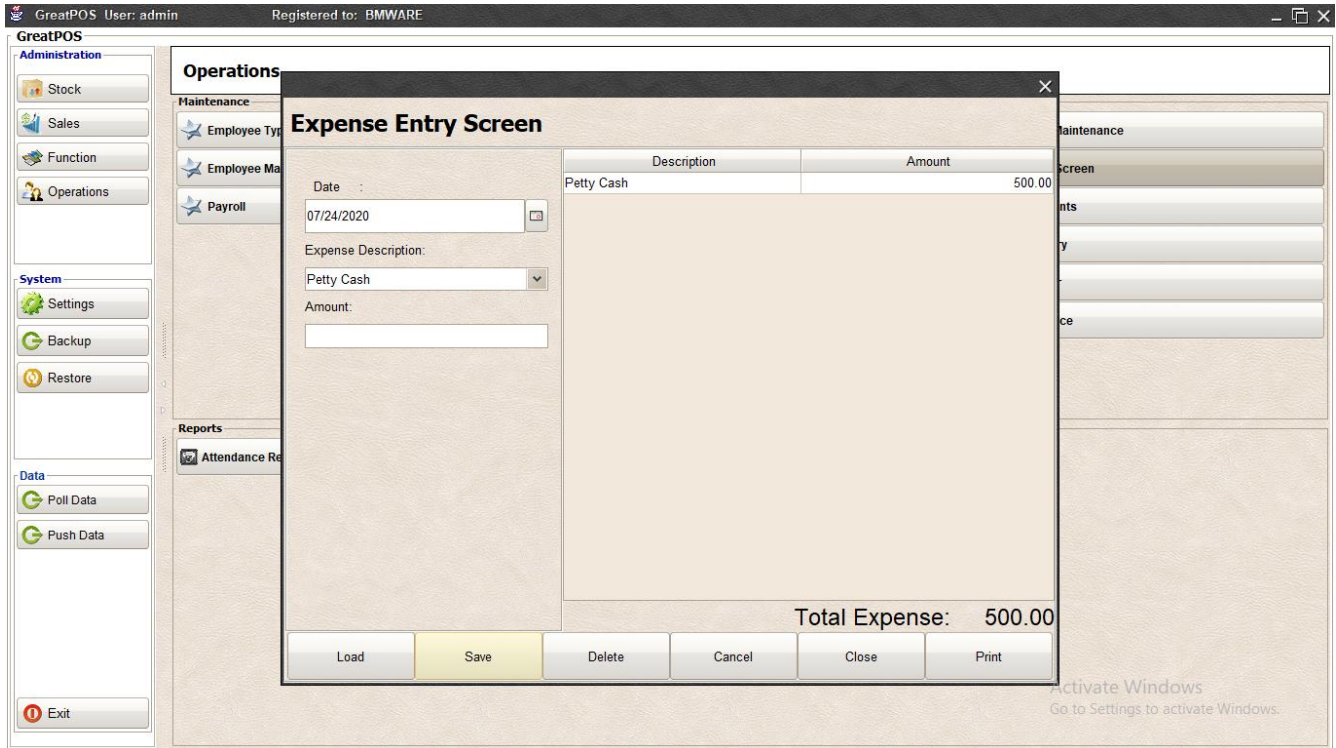 GreatPOS User: admin Registered to: BMWARE
GreatPOS
Administration
Stock
Sales
Function
Operations
System
Settings
Backup
Restore
Data
Poll Data
Push Data
Exit
Operations
Maintenance
Employee Typ
Employee Ma
Payroll
Reports
Attendance Re
Expense Entry Screen
Date :
07/24/2020
Expense Description:
Petty Cash
Amount:
Description Amount
Petty Cash 500.00
Total Expense: 500.00
Load Save Delete Cancel Close Print
Maintenance
Screen
nts
ry
ce
Activate Windows
Go to Settings to activate Windows.